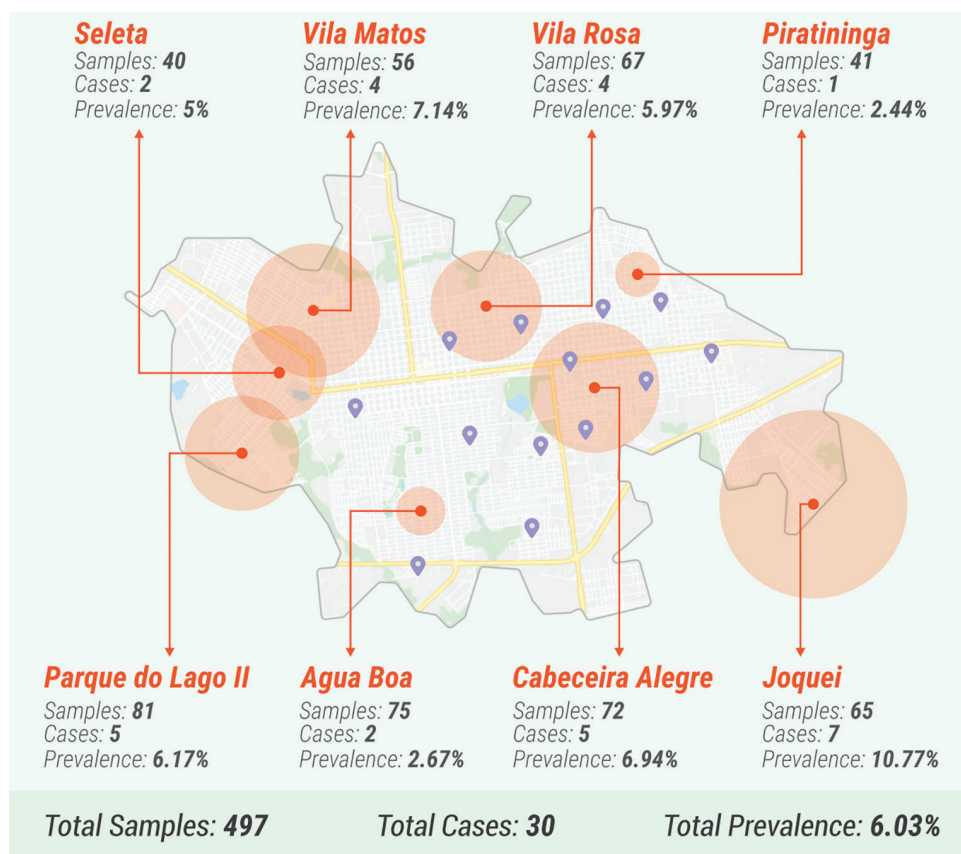 Seleta
Samples: 40
Cases: 2
Prevalence: 5%
Vila Matos
Samples: 56
Cases: 4
Prevalence: 7.14%
Vila Rosa
Samples: 67
Cases: 4
Prevalence: 5.97%
Piratininga
Samples: 41
Cases: 1
Prevalence: 2.44%
Parque do Lago II
Samples: 81
Cases: 5
Prevalence: 6.17%
Agua Boa
Samples: 75
Cases: 2
Prevalence: 2.67%
Cabeceira Alegre
Samples: 72
Cases: 5
Prevalence: 6.94%
Joquei
Samples: 65
Cases: 7
Prevalence: 10.77%
Total Samples: 497
Total Cases: 30
Total Prevalence: 6.03%